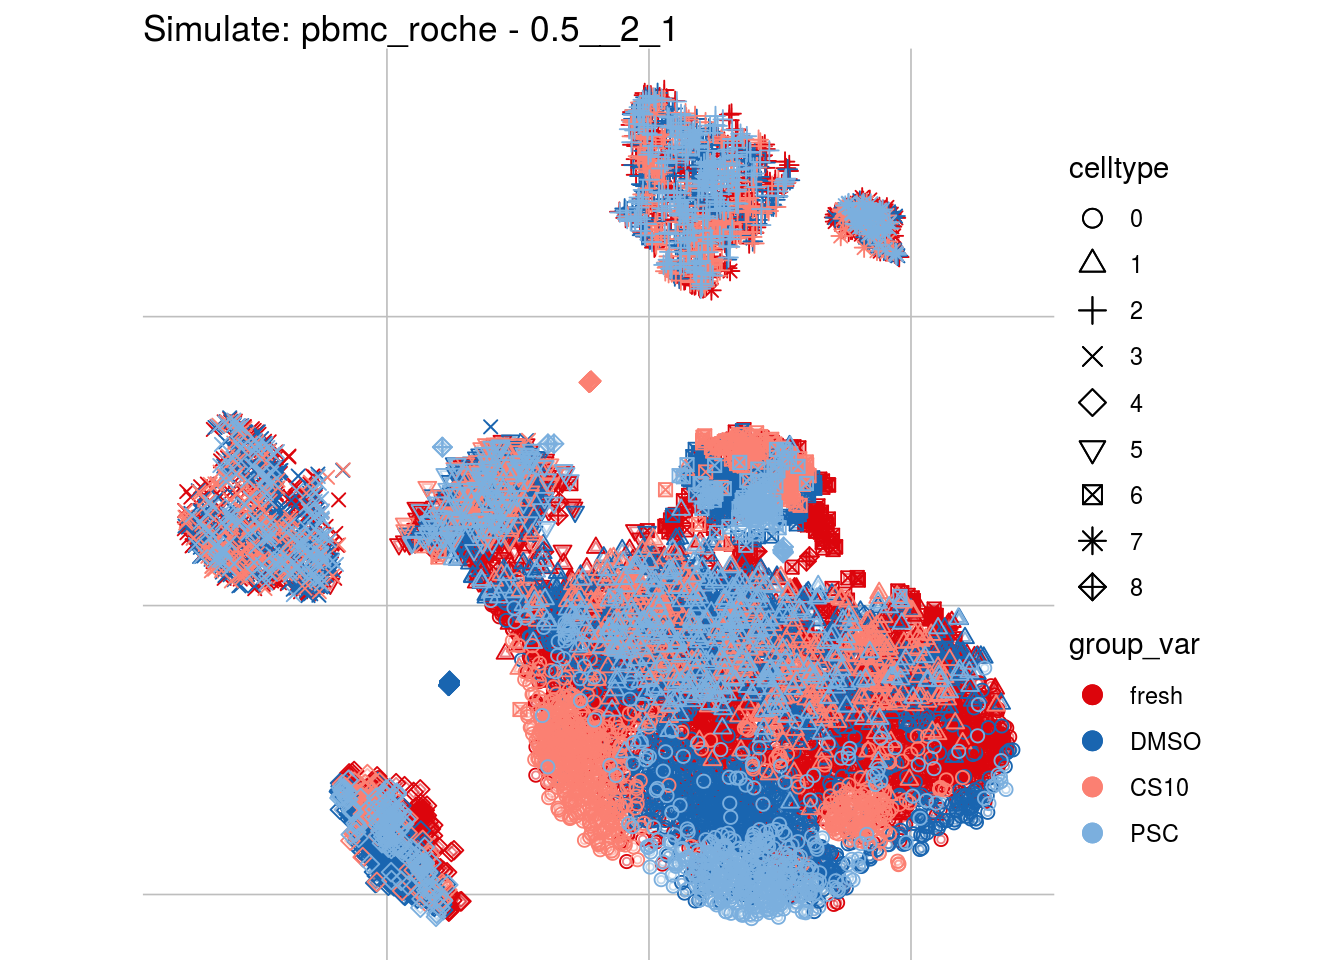 Simulate: pbmc_roche - 0.5__2_1
celltype
0
1
2
3
4
5
6
7
8
group_var
fresh
DMSO
CS10
PSC